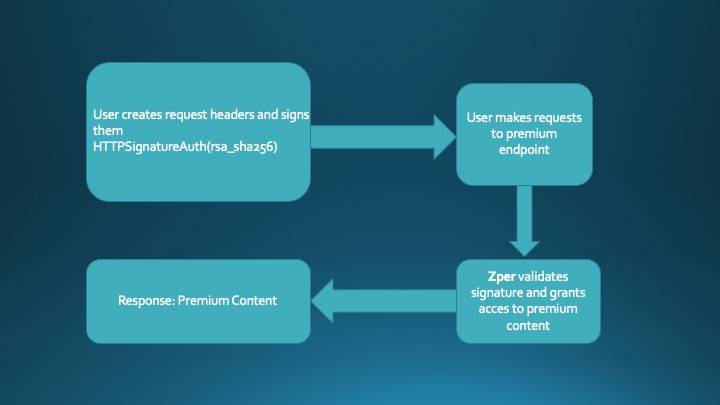 User creates request headers and signs
them
HTTPSignatureAuth(rsa_sha256)
User makes requests
to premium
endpoint
Zper validates
signature and grants
acces to premium
content
Response: Premium Content